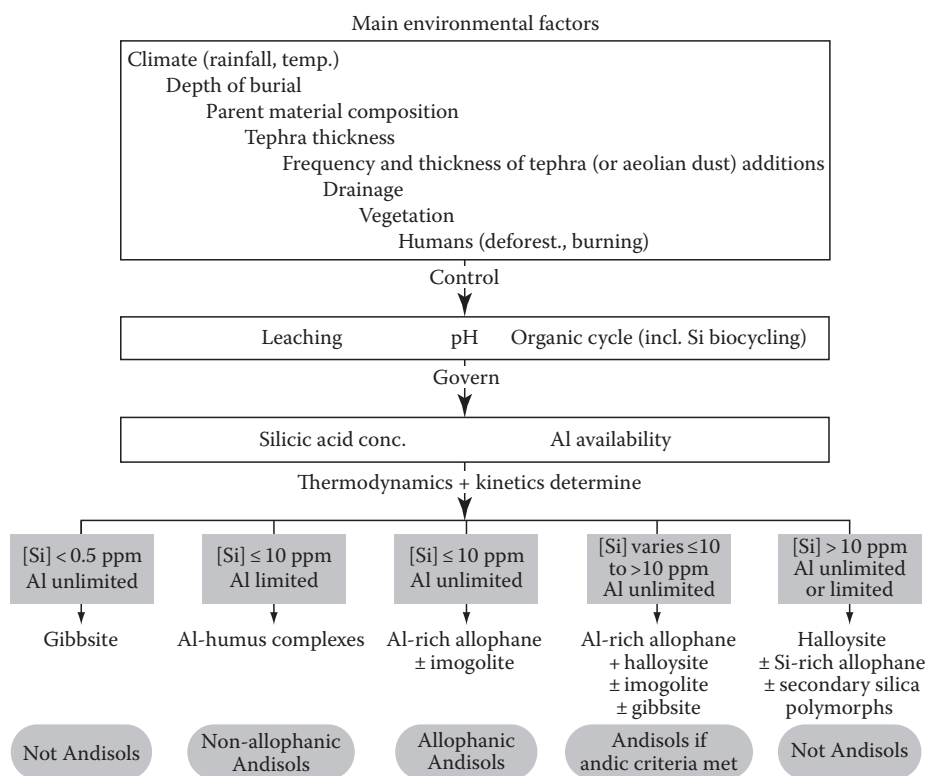 Main environmental factors
Climate (rainfall, temp.)
Depth of burial
Parent material composition
Tephra thickness
Frequency and thickness of tephra (or aeolian dust) additions
Drainage
Vegetation
Humans (deforest., burning)
Control
Leaching pH Organic cycle (incl. Si biocycling)
Govern
Silicic acid conc. Al availability
Thermodynamics + kinetics determine
[Si] < 0.5 ppm
Al unlimited
[Si] ≤ 10 ppm
Al limited
[Si] ≤ 10 ppm
Al unlimited
[Si] varies ≤10
to >10 ppm
Al unlimited
[Si] > 10 ppm
Al unlimited
or limited
Gibbsite
Al-humus complexes
Al-rich allophane
± imogolite
Al-rich allophane
+ halloysite
± imogolite
± gibbsite
Halloysite
± Si-rich allophane
± secondary silica
polymorphs
Not Andisols
Non-allophanic
Andisols
Allophanic
Andisols
Andisols if
andic criteria met
Not Andisols